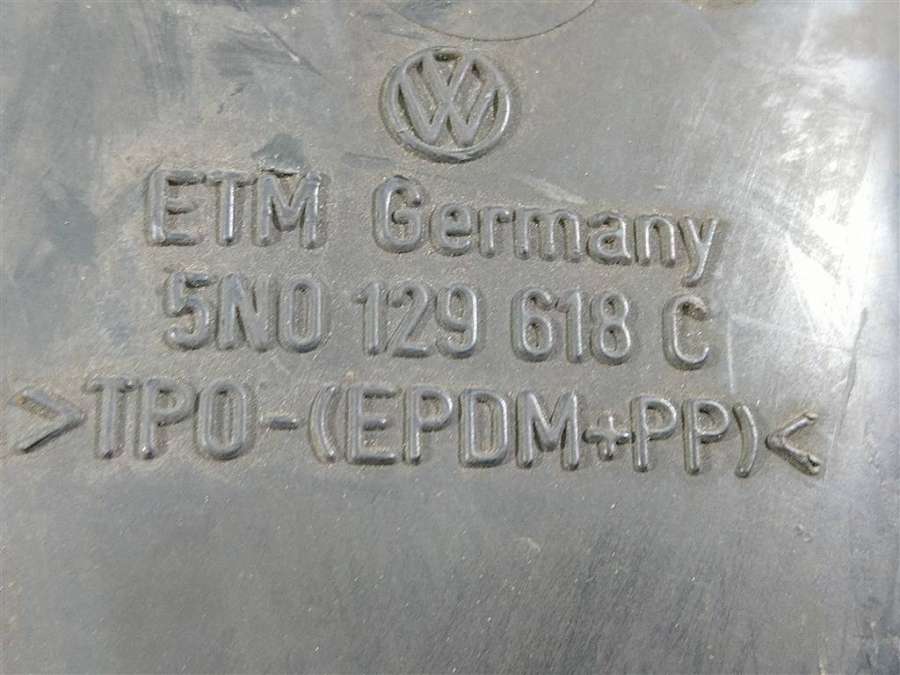 ETM Germany
5N0 129 618 C
>TPO-(EPDM+PP)<